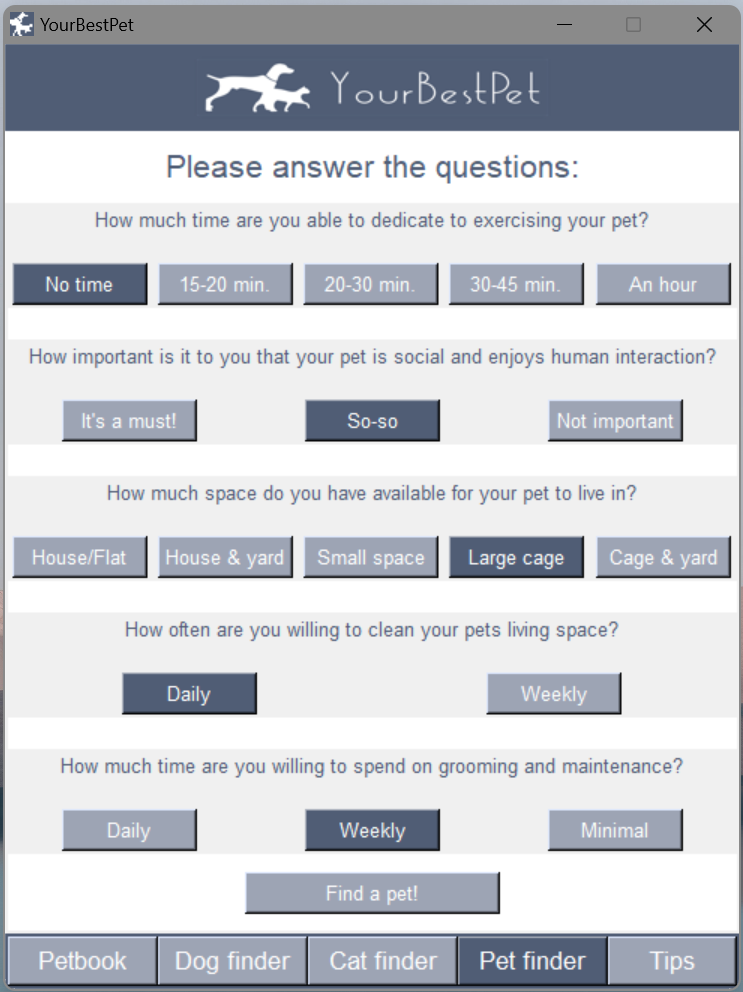 YourBestPet
YourBestPet
Please answer the questions:
How much time are you able to dedicate to exercising your pet?
No time 15-20 min. 20-30 min. 30-45 min. An hour
How important is it to you that your pet is social and enjoys human interaction?
It's a must! So-so Not important
How much space do you have available for your pet to live in?
House/Flat House & yard Small space Large cage Cage & yard
How often are you willing to clean your pets living space?
Daily Weekly
How much time are you willing to spend on grooming and maintenance?
Daily Weekly Minimal
Find a pet!
Petbook Dog finder Cat finder Pet finder Tips